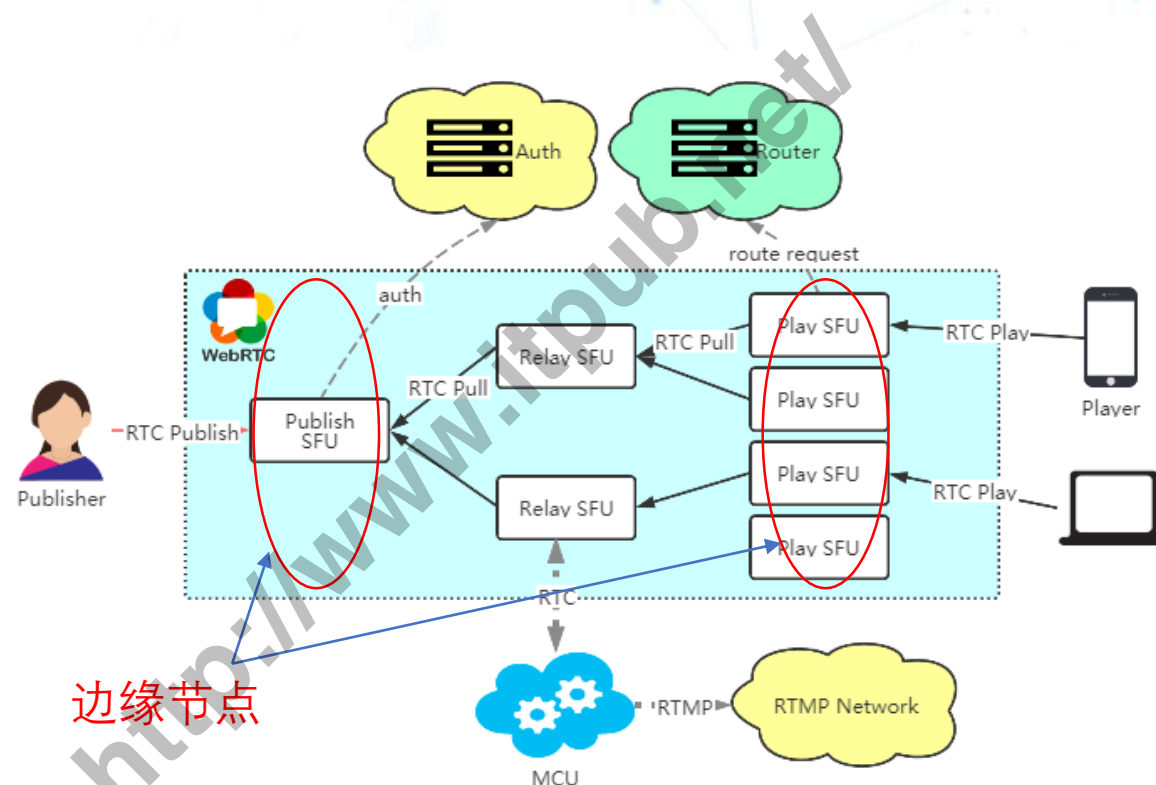 Auth
Router
route request
auth
WebRTC
Play SFU
RTC Play
RTC Pull
Relay SFU
RTC Pull
Play SFU
Player
Publish
SFU
RTC Publish
Publisher
Play SFU
RTC Play
Relay SFU
Play SFU
RTC
边缘节点
RTMP
RTMP Network
MCU
http://www.itpub.net/